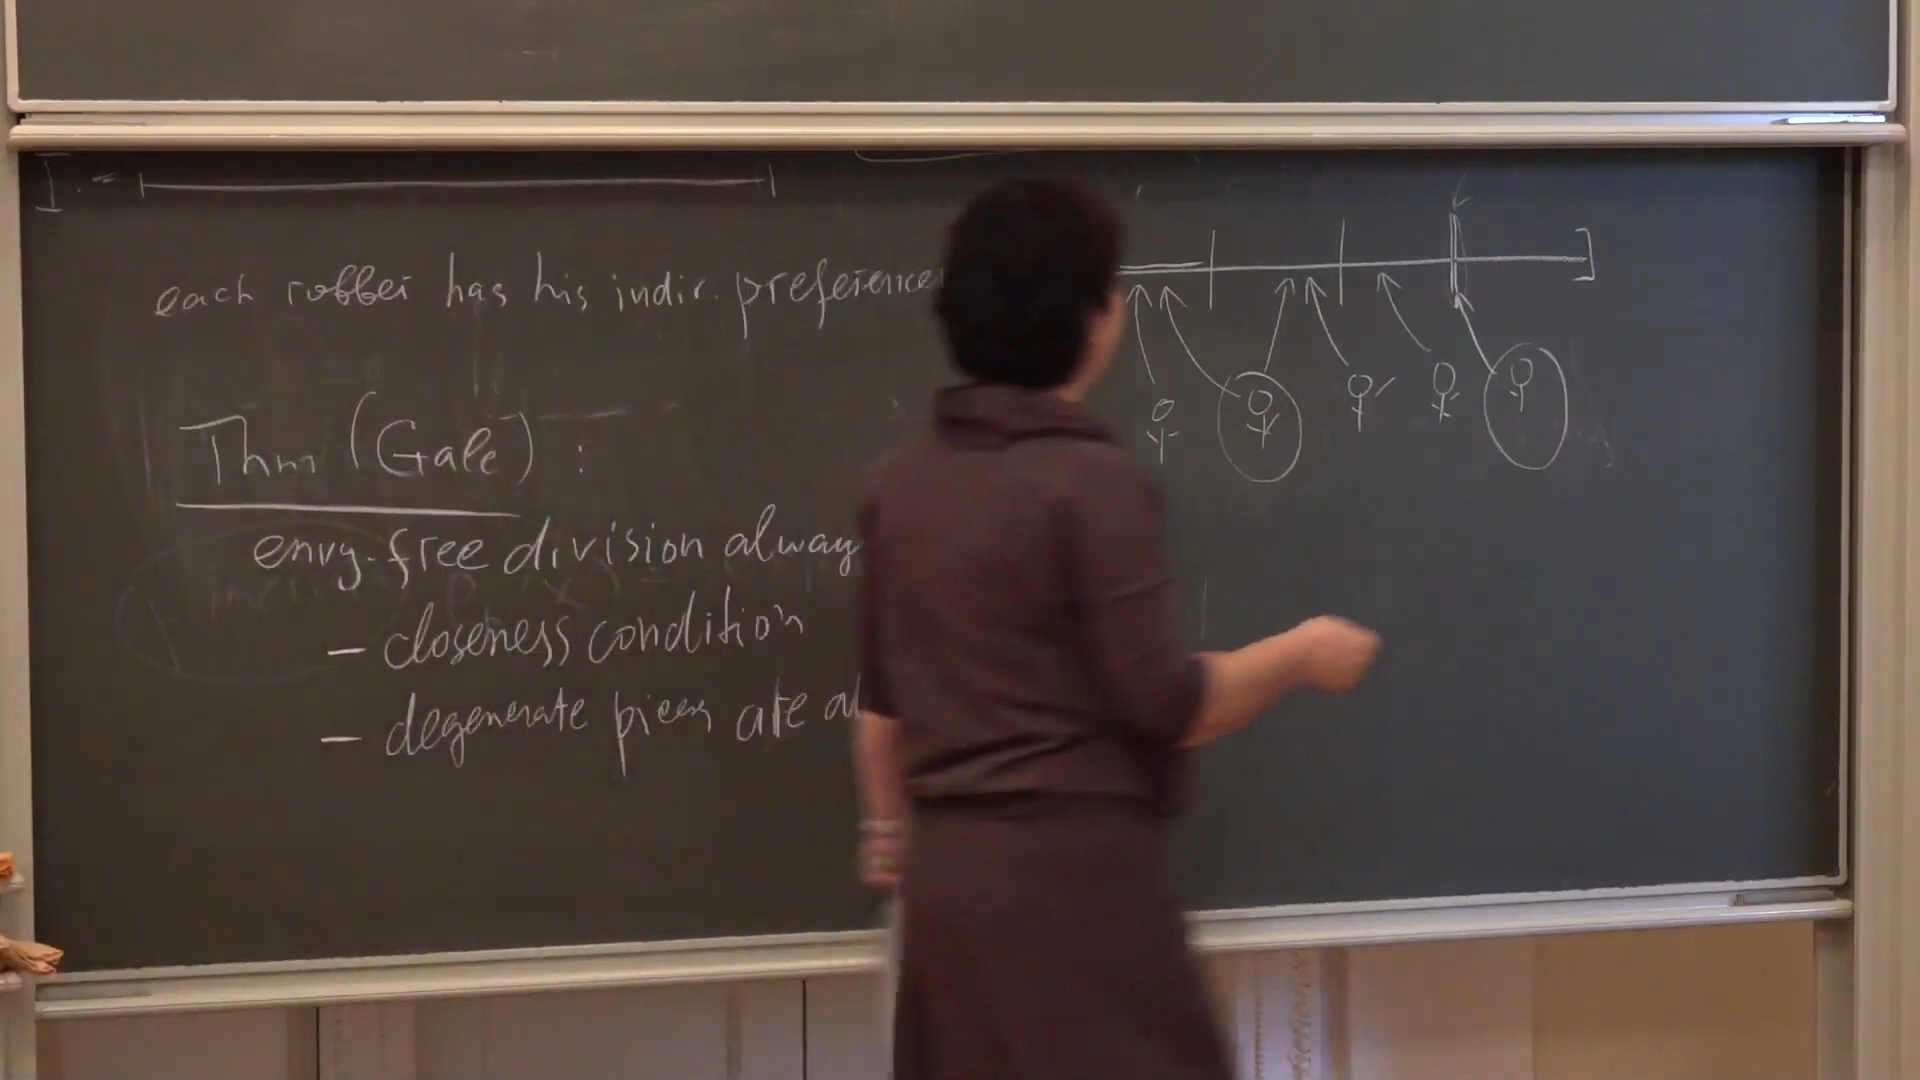 I :=
each robber has his indiv. preference
Thm (Gale) :
envy-free division alway
- closeness condition
- degenerate pieces are al